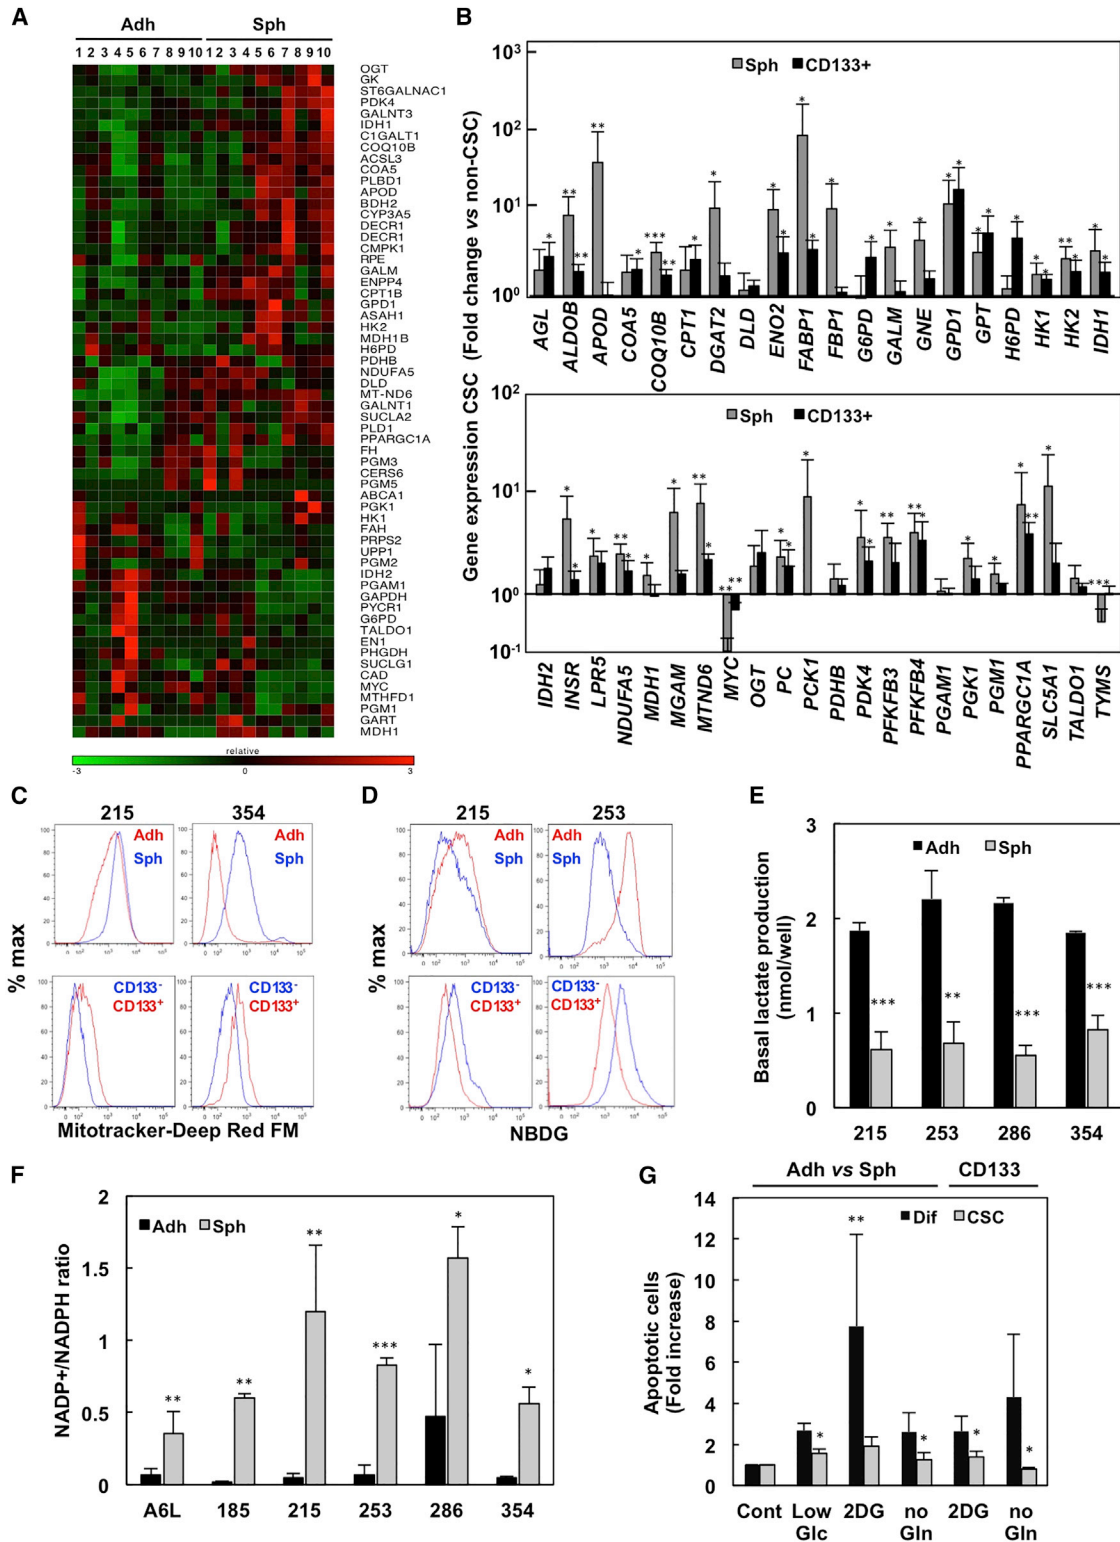 A
Adh Sph
1 2 3 4 5 6 7 8 9 10 1 2 3 4 5 6 7 8 9 10
OGT
GK
ST6GALNAC1
PDK4
GALNT3
IDH1
C1GALT1
COQ10B
ACSL3
COA5
PLBD1
APOD
BDH2
CYP3A5
DECR1
DECR1
CMPK1
RPE
GALM
ENPP4
CPT1B
GPD1
ASAH1
HK2
MDH1B
H6PD
PDHB
NDUFA5
DLD
MT-ND6
GALNT1
SUCLA2
PLD1
PPARGC1A
FH
PGM3
CERS6
PGM5
ABCA1
PGK1
HK1
FAH
PRPS2
UPP1
PGM2
IDH2
PGAM1
GAPDH
PYCR1
G6PD
TALDO1
EN1
PHGDH
SUCLG1
CAD
MYC
MTHFD1
PGM1
GART
MDH1
relative
-3 0 3
B
Gene expression CSC (Fold change vs non-CSC)
Sph CD133+
10³
10²
10¹
10⁰
** ** * * *** ** * * * * * * * * * * * * * * * * * ** * * *
AGL ALDOB APOD COA5 COQ10B CPT1 DGAT2 DLD ENO2 FABP1 FBP1 G6PD GALM GNE GPD1 GPT H6PD HK1 HK2 IDH1
Sph CD133+
10²
10¹
10⁰
10⁻¹
* * * ** * * * ** * ** ** * * * * * ** ** * * * * ** * ***
IDH2 INSR LPR5 NDUFA5 MDH1 MGAM MTND6 MYC OGT PC PCK1 PDHB PDK4 PFKFB3 PFKFB4 PGAM1 PGK1 PGM1 PPARGC1A SLC5A1 TALDO1 TYMS
C
215 354
% max
Adh
Sph
Adh
Sph
CD133-
CD133+
CD133-
CD133+
Mitotracker-Deep Red FM
D
215 253
% max
Adh
Sph
Adh
Sph
CD133-
CD133+
CD133-
CD133+
NBDG
E
Basal lactate production
(nmol/well)
Adh Sph
3
2
1
0
*** ** *** ***
215 253 286 354
F
NADP+/NADPH ratio
Adh Sph
2
1.5
1
0.5
0
** ** ** *** * *
A6L 185 215 253 286 354
G
Adh vs Sph CD133
Apoptotic cells
(Fold increase)
Dif CSC
14
12
10
8
6
4
2
0
* ** * * *
Cont Low Glc 2DG no Gln 2DG no Gln